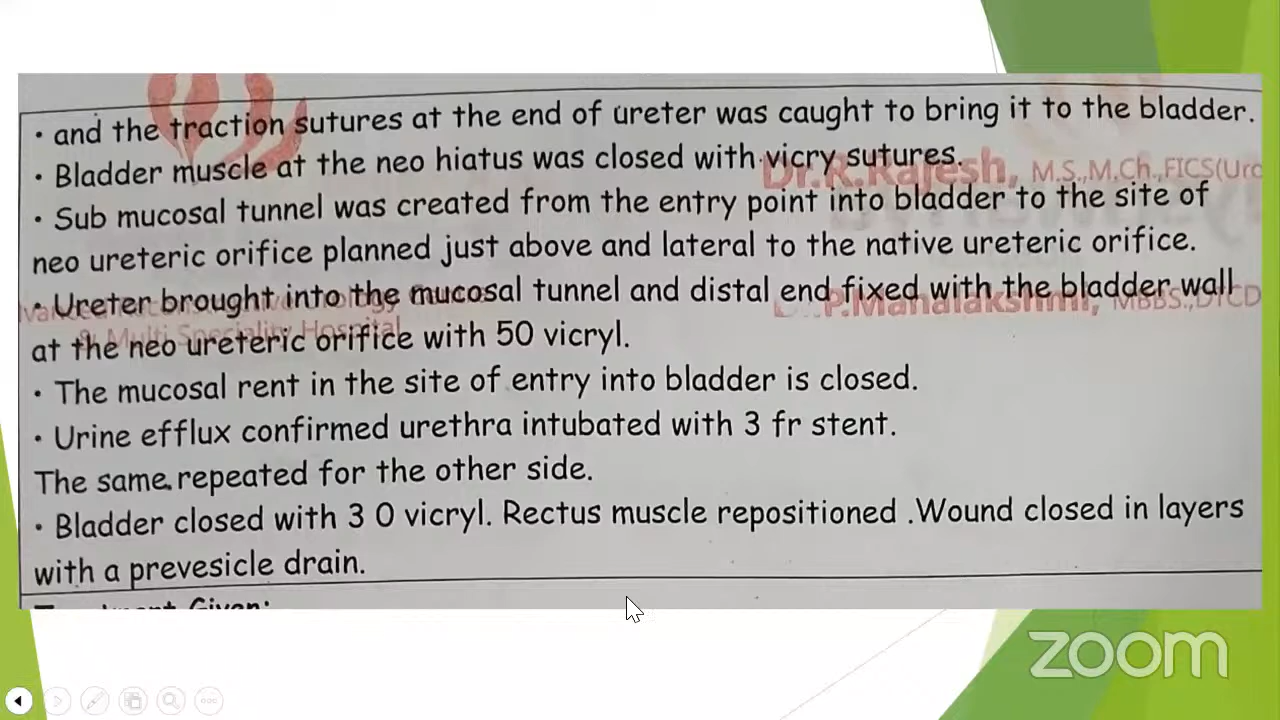 • and the traction sutures at the end of ureter was caught to bring it to the bladder.
• Bladder muscle at the neo hiatus was closed with vicry sutures.
Dr.R.Rajesh, M.S.,M.Ch.,FICS(Uro
• Sub mucosal tunnel was created from the entry point into bladder to the site of
neo ureteric orifice planned just above and lateral to the native ureteric orifice.
• Ureter brought into the mucosal tunnel and distal end fixed with the bladder wall
P.Mahalakshmi, MBBS.,
& Multi Speciality Hospital
at the neo ureteric orifice with 50 vicryl.
• The mucosal rent in the site of entry into bladder is closed.
• Urine efflux confirmed urethra intubated with 3 fr stent.
The same repeated for the other side.
• Bladder closed with 3 0 vicryl. Rectus muscle repositioned .Wound closed in layers
with a prevesicle drain.
Given:
zoom